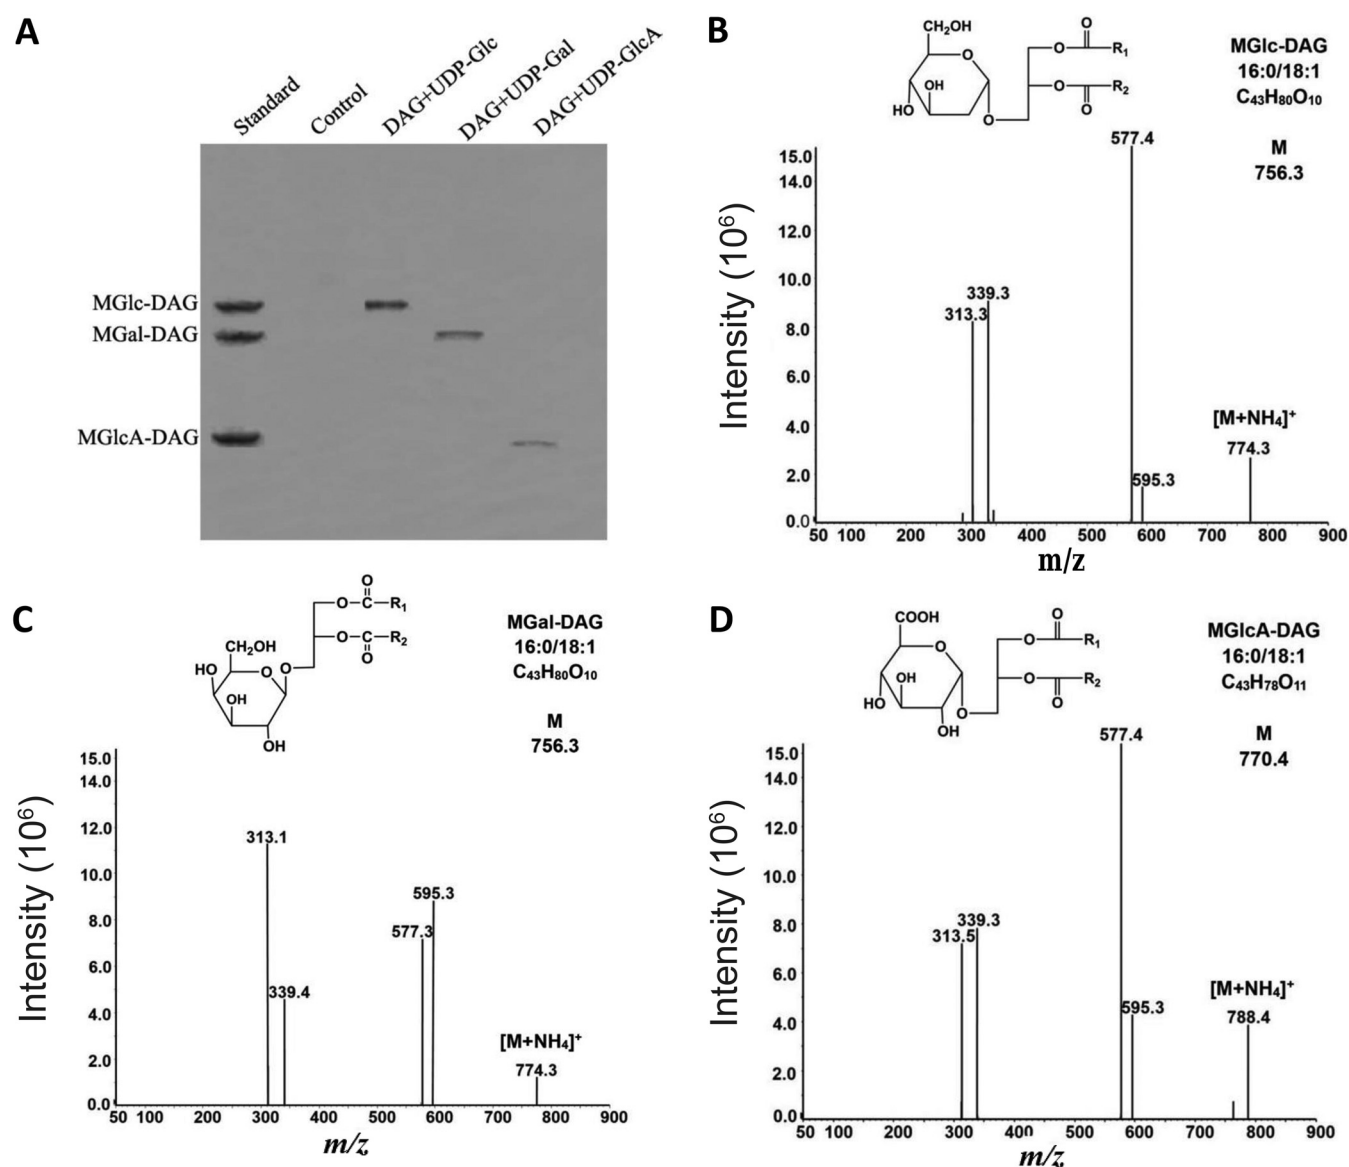 A
Standard
Control
DAG+UDP-Glc
DAG+UDP-Gal
DAG+UDP-GlcA
MGlc-DAG
MGal-DAG
MGlcA-DAG
B
CH₂OH
O
OH
HO
O
O
O—C—R₁
O—C—R₂
O
MGlc-DAG
16:0/18:1
C₄₃H₈₀O₁₀
M
756.3
Intensity (10⁶)
15.0
14.0
12.0
10.0
8.0
6.0
4.0
2.0
0.0
577.4
339.3
313.3
595.3
[M+NH₄]⁺
774.3
50 100 200 300 400 500 600 700 800 900
m/z
C
O
O—C—R₁
O—C—R₂
O
CH₂OH
HO
O
O
OH
OH
MGal-DAG
16:0/18:1
C₄₃H₈₀O₁₀
M
756.3
Intensity (10⁶)
15.0
14.0
12.0
10.0
8.0
6.0
4.0
2.0
0.0
313.1
339.4
577.3
595.3
[M+NH₄]⁺
774.3
50 100 200 300 400 500 600 700 800 900
m/z
D
COOH
O
OH
HO
OH
O
O
O—R₁
O—R₂
O
MGlcA-DAG
16:0/18:1
C₄₃H₇₈O₁₁
M
770.4
Intensity (10⁶)
15.0
14.0
12.0
10.0
8.0
6.0
4.0
2.0
0.0
577.4
339.3
313.5
595.3
[M+NH₄]⁺
788.4
50 100 200 300 400 500 600 700 800 900
m/z